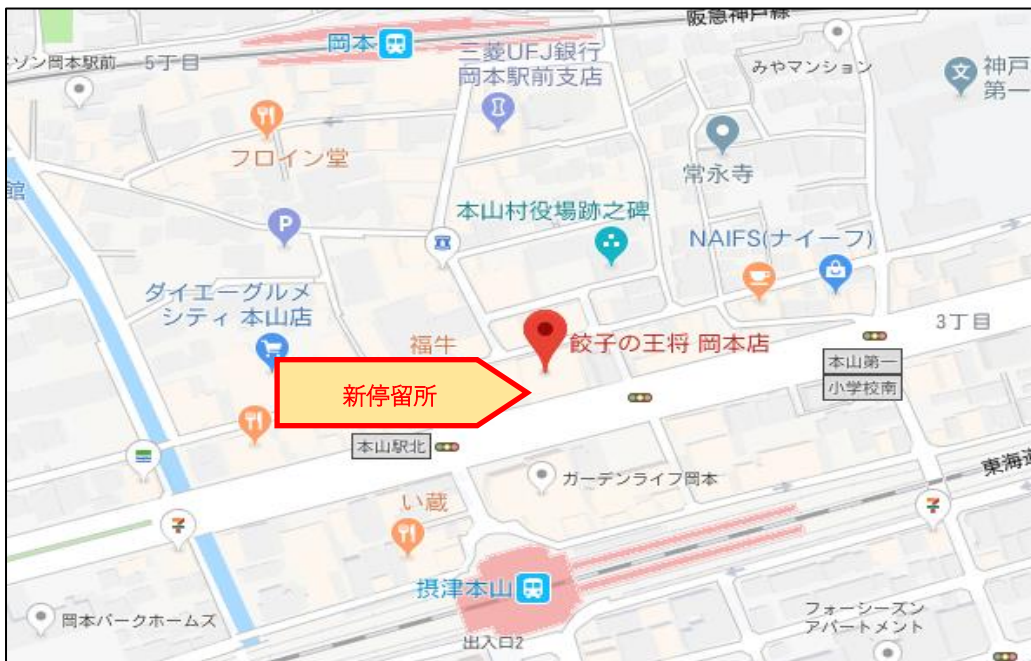 阪急神戸線
岡本
ゾン岡本駅前
5丁目
三菱UFJ銀行
岡本駅前支店
みやマンション
神戸
第一
フロイン堂
常永寺
館
P
本山村役場跡之碑
NAIFS(ナイーフ)
ダイエーグルメ
シティ 本山店
福牛
餃子の王将 岡本店
3丁目
本山第一
小学校南
新停留所
本山駅北
ガーデンライフ岡本
東海道
い蔵
7
7
摂津本山
岡本パークホームズ
出入口2
フォーシーズン
アパートメント